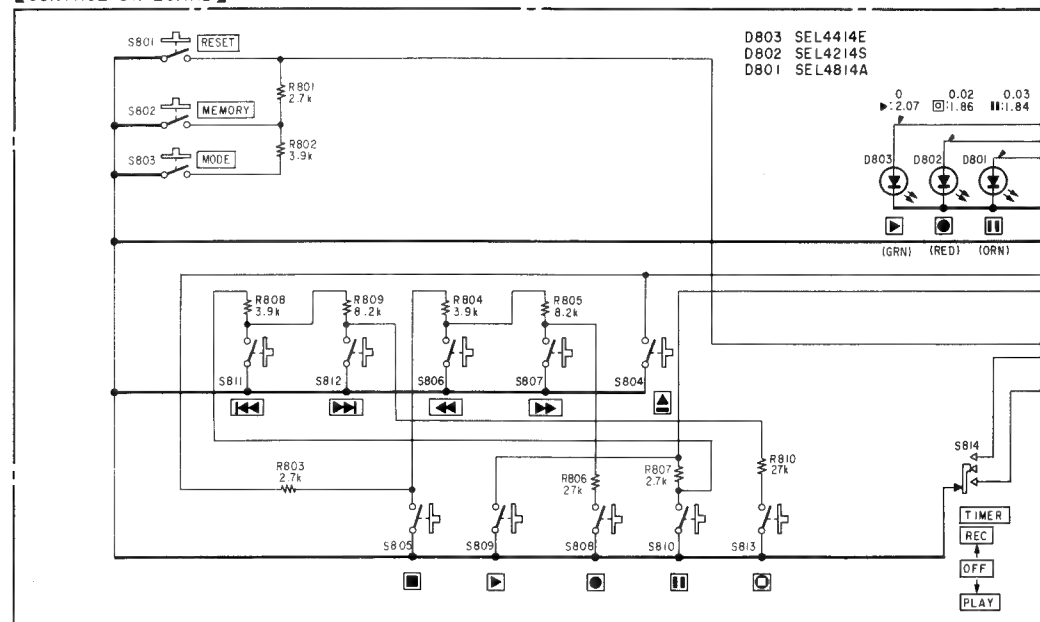 S801 RESET
D803 SEL4414E
D802 SEL4214S
D801 SEL4814A
R801
2.7k
0 0.02 0.03
▶:2.07 :1.86 :1.84
S802 MEMORY
R802
3.9k
S803 MODE
D803 D802 D801
(GRN) (RED) (ORN)
R808
3.9k
R809
8.2k
R804
3.9k
R805
8.2k
S811 S812 S806 S807 S804
S814
R803
2.7k
R806
27k
R807
2.7k
R810
27k
TIMER
REC
OFF
PLAY
S805 S809 S808 S810 S813